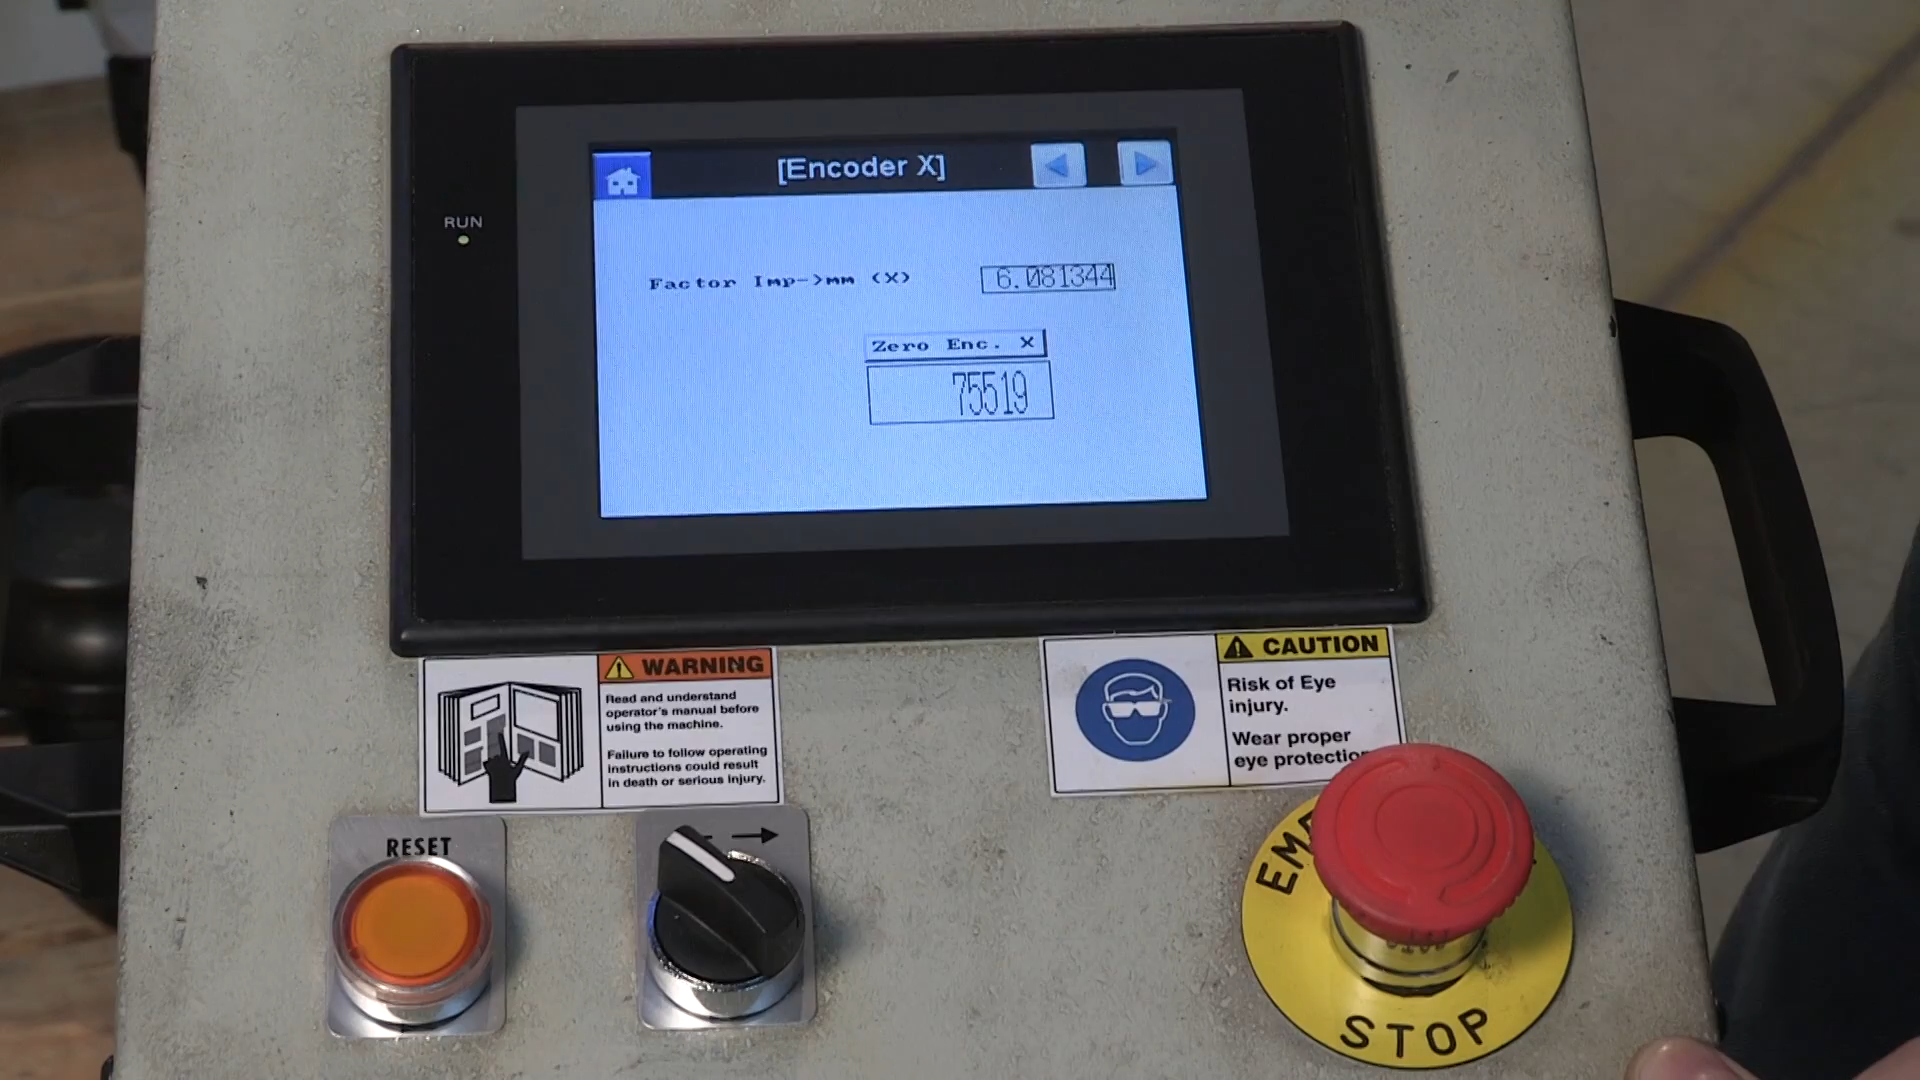 [Encoder X]
RUN
Factor Imp->mm (X)
6.081344
Zero Enc. X
75519
WARNING
Read and understand
operator's manual before
using the machine.
Failure to follow operating
instructions could result
in death or serious injury.
CAUTION
Risk of Eye
injury.
Wear proper
eye protectio
RESET
EM
STOP